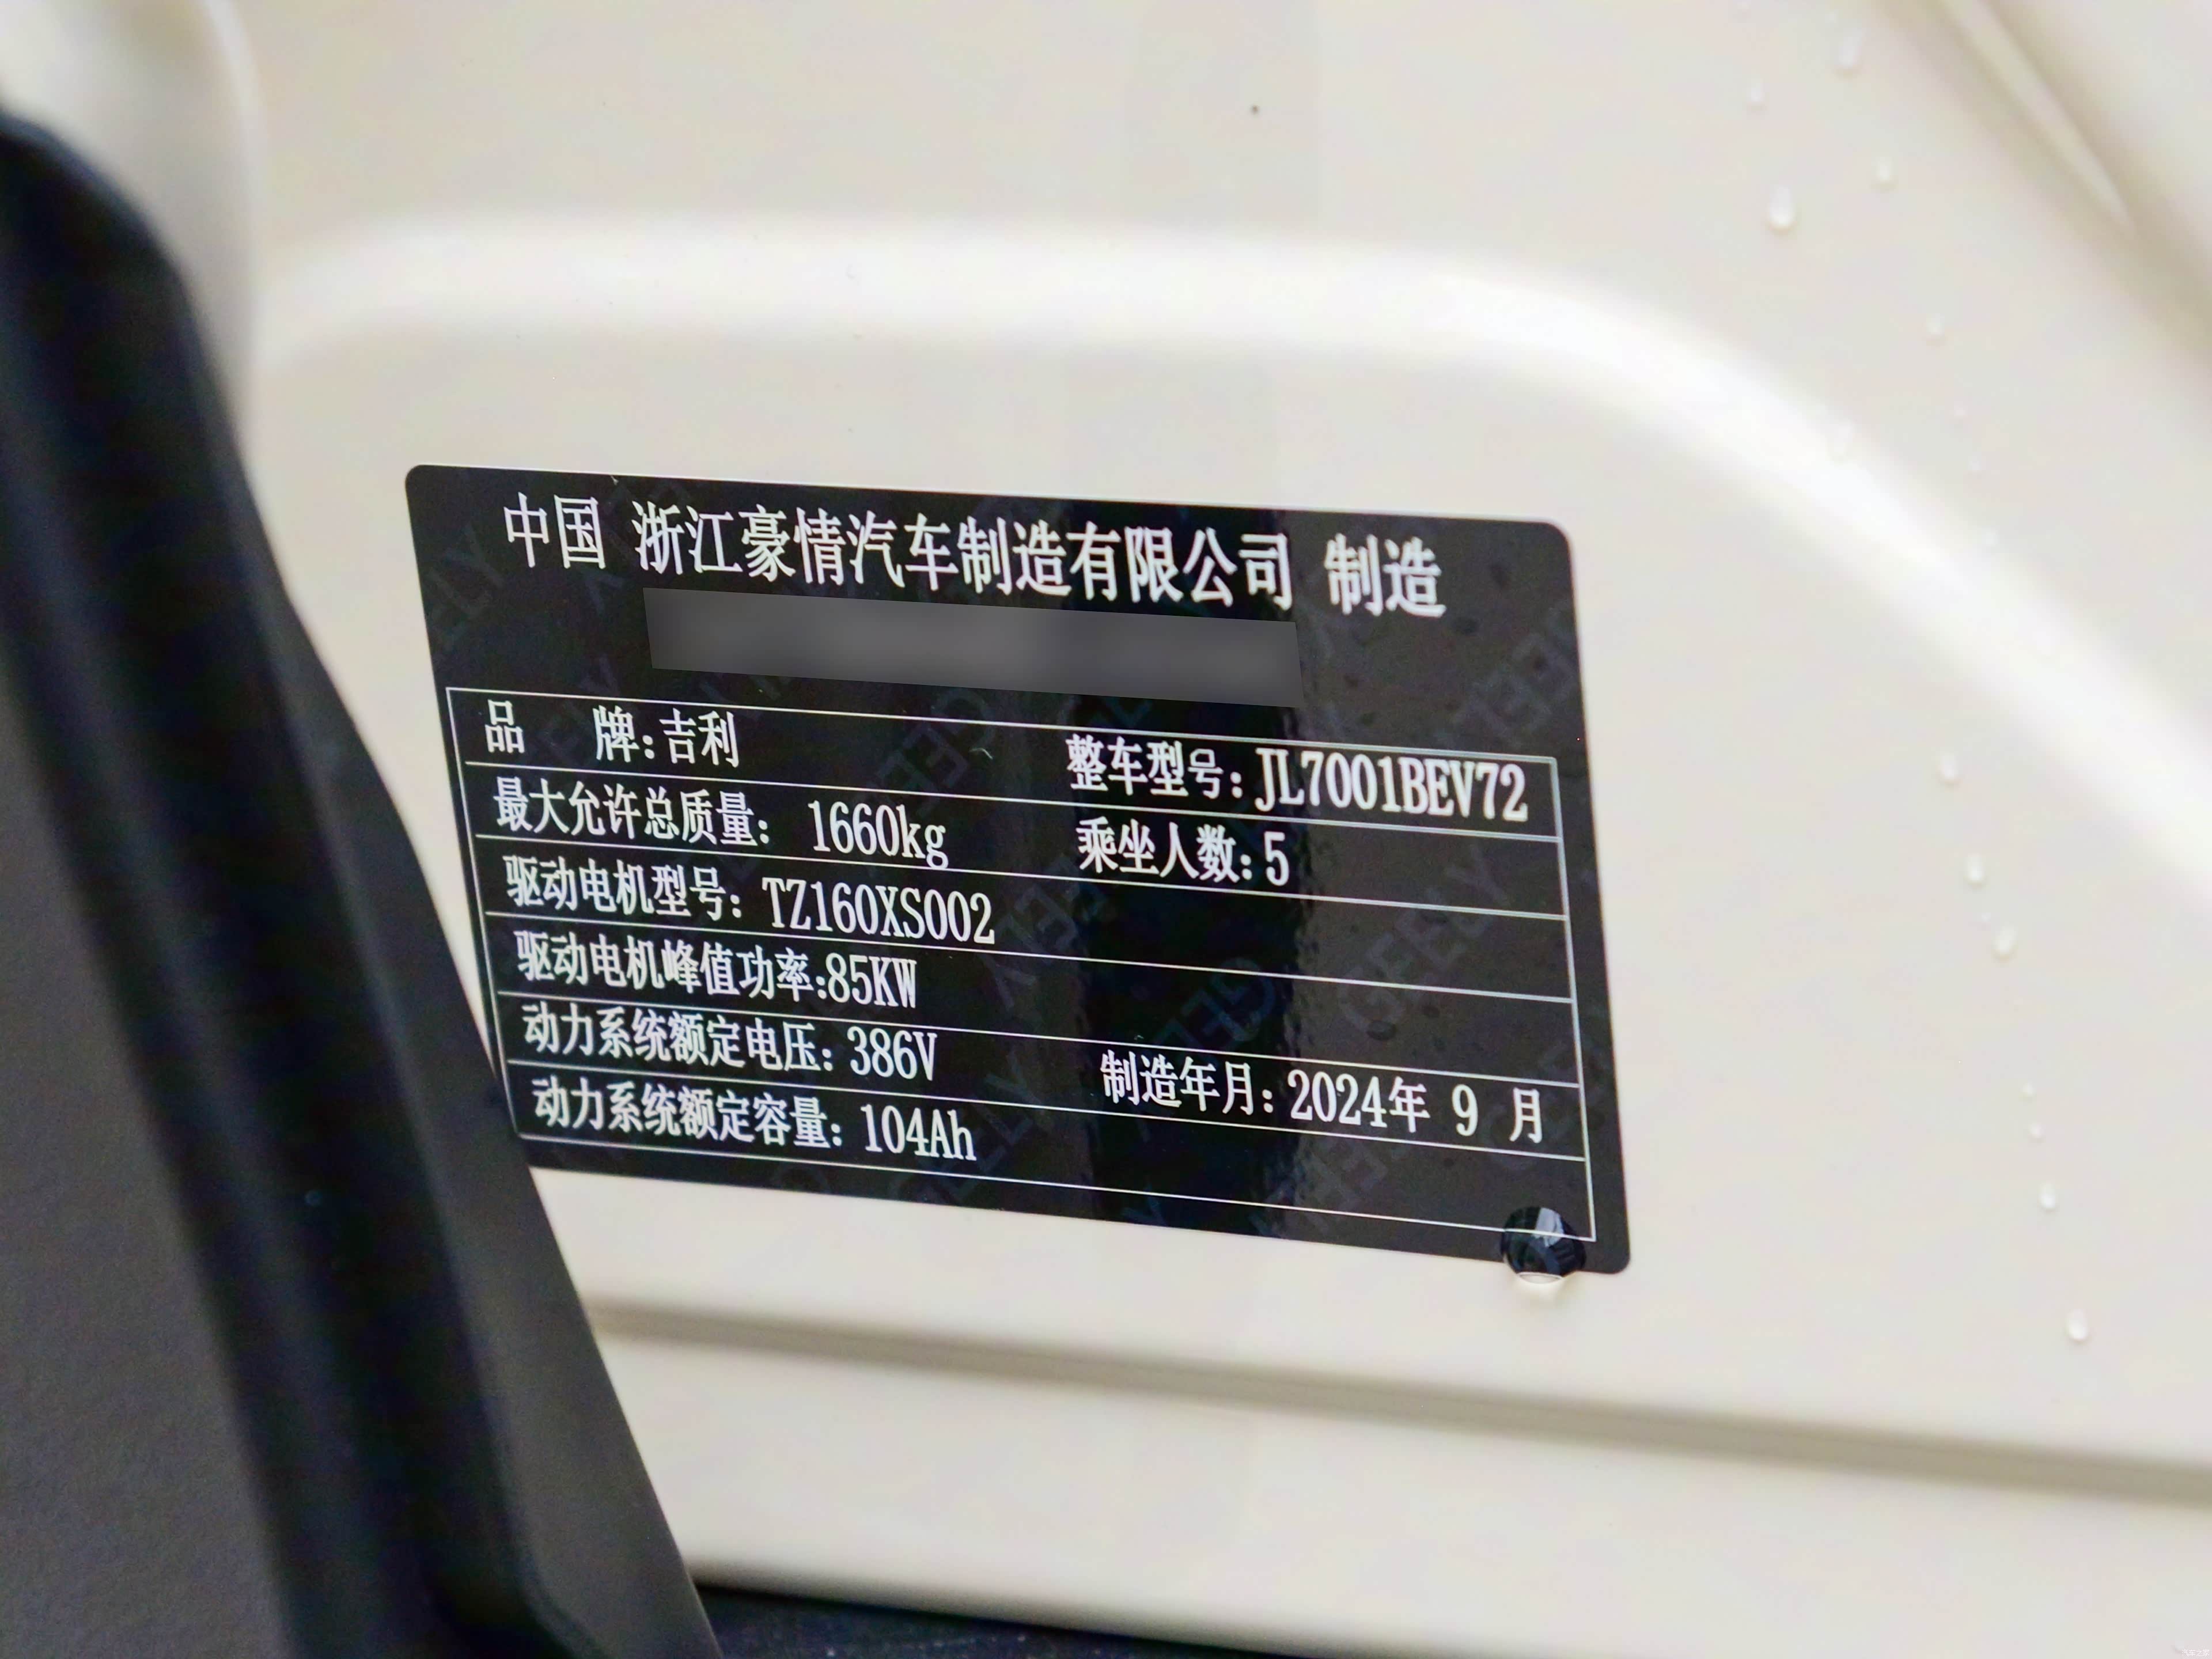 中国 浙江豪情汽车制造有限公司 制造
品 牌:吉利 整车型号:JL7001BEV72
最大允许总质量: 1660kg 乘坐人数:5
驱动电机型号: TZ160XS002
驱动电机峰值功率:85KW
动力系统额定电压: 386V 制造年月: 2024年 9 月
动力系统额定容量: 104Ah
GEELY